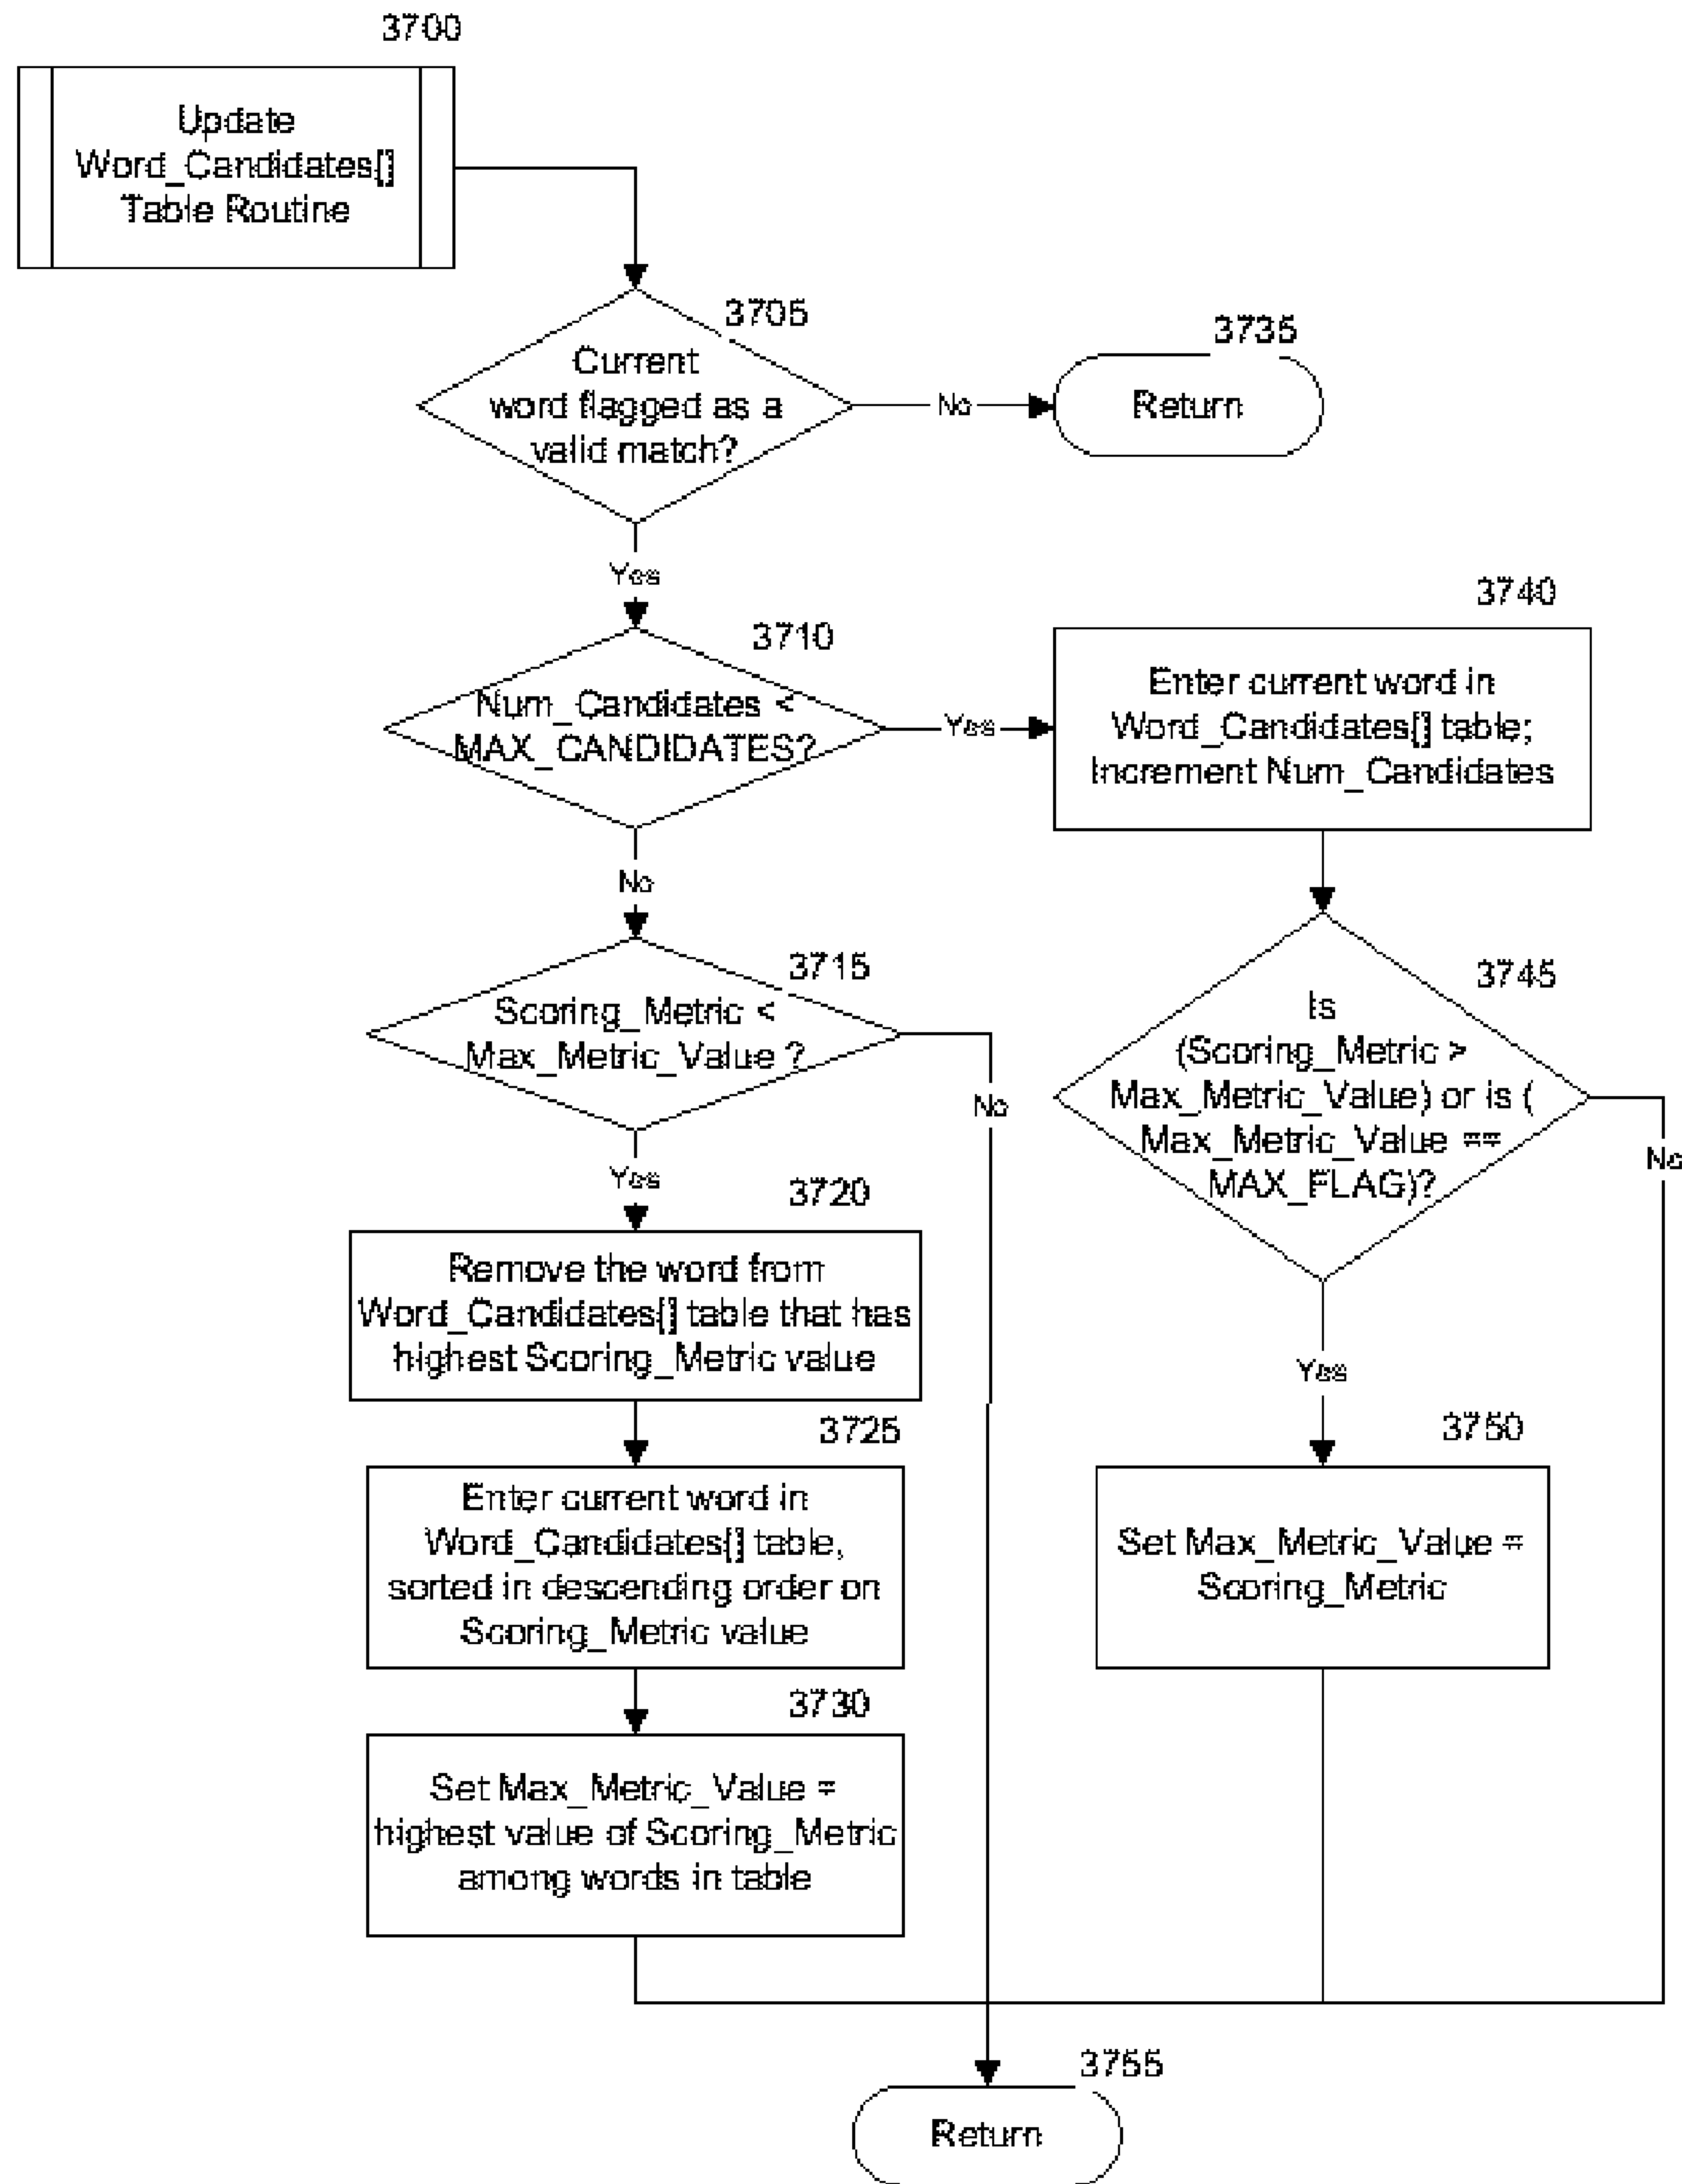 3700
Update
Word_Candidates[]
Table Routine
3705
Current
word flagged as a
valid match?
No
3735
Return
Yes
3710
Num_Candidates <
MAX_CANDIDATES?
Yes
3740
Enter current word in
Word_Candidates[] table;
Increment Num_Candidates
No
3715
Scoring_Metric <
Max_Metric_Value ?
No
3745
Is
(Scoring_Metric >
Max_Metric_Value) or is (
Max_Metric_Value ==
MAX_FLAG)?
No
Yes
3720
Remove the word from
Word_Candidates[] table that has
highest Scoring_Metric value
Yes
3725
Enter current word in
Word_Candidates[] table,
sorted in descending order on
Scoring_Metric value
3750
Set Max_Metric_Value =
Scoring_Metric
3730
Set Max_Metric_Value =
highest value of Scoring_Metric
among words in table
3755
Return